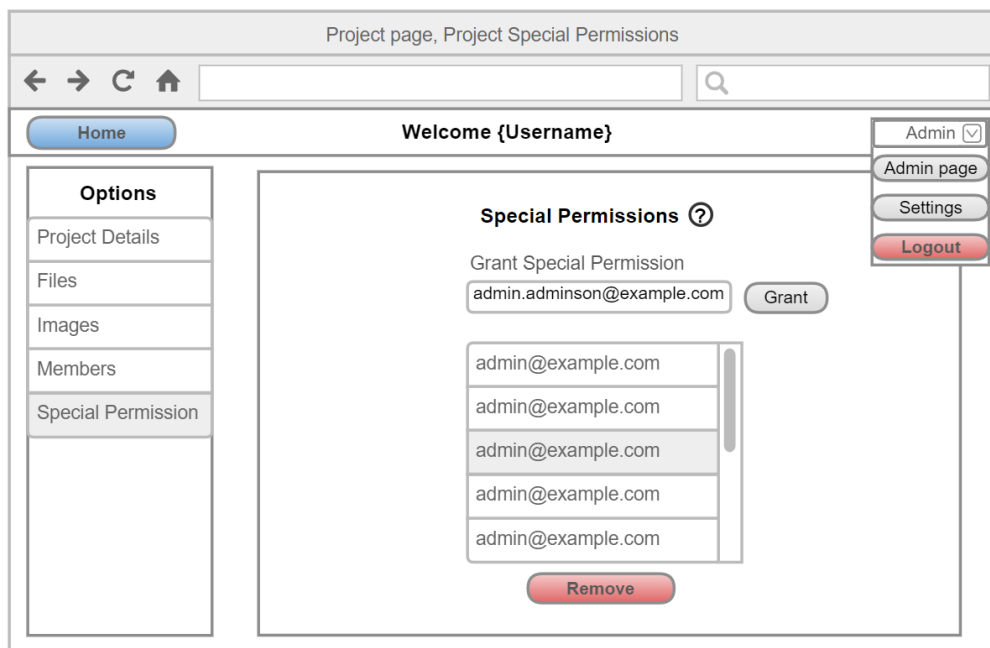 Project page, Project Special Permissions
Home
Welcome {Username}
Admin
Admin page
Settings
Logout
Options
Project Details
Files
Images
Members
Special Permission
Special Permissions ?
Grant Special Permission
admin.adminson@example.com
Grant
admin@example.com
admin@example.com
admin@example.com
admin@example.com
admin@example.com
Remove